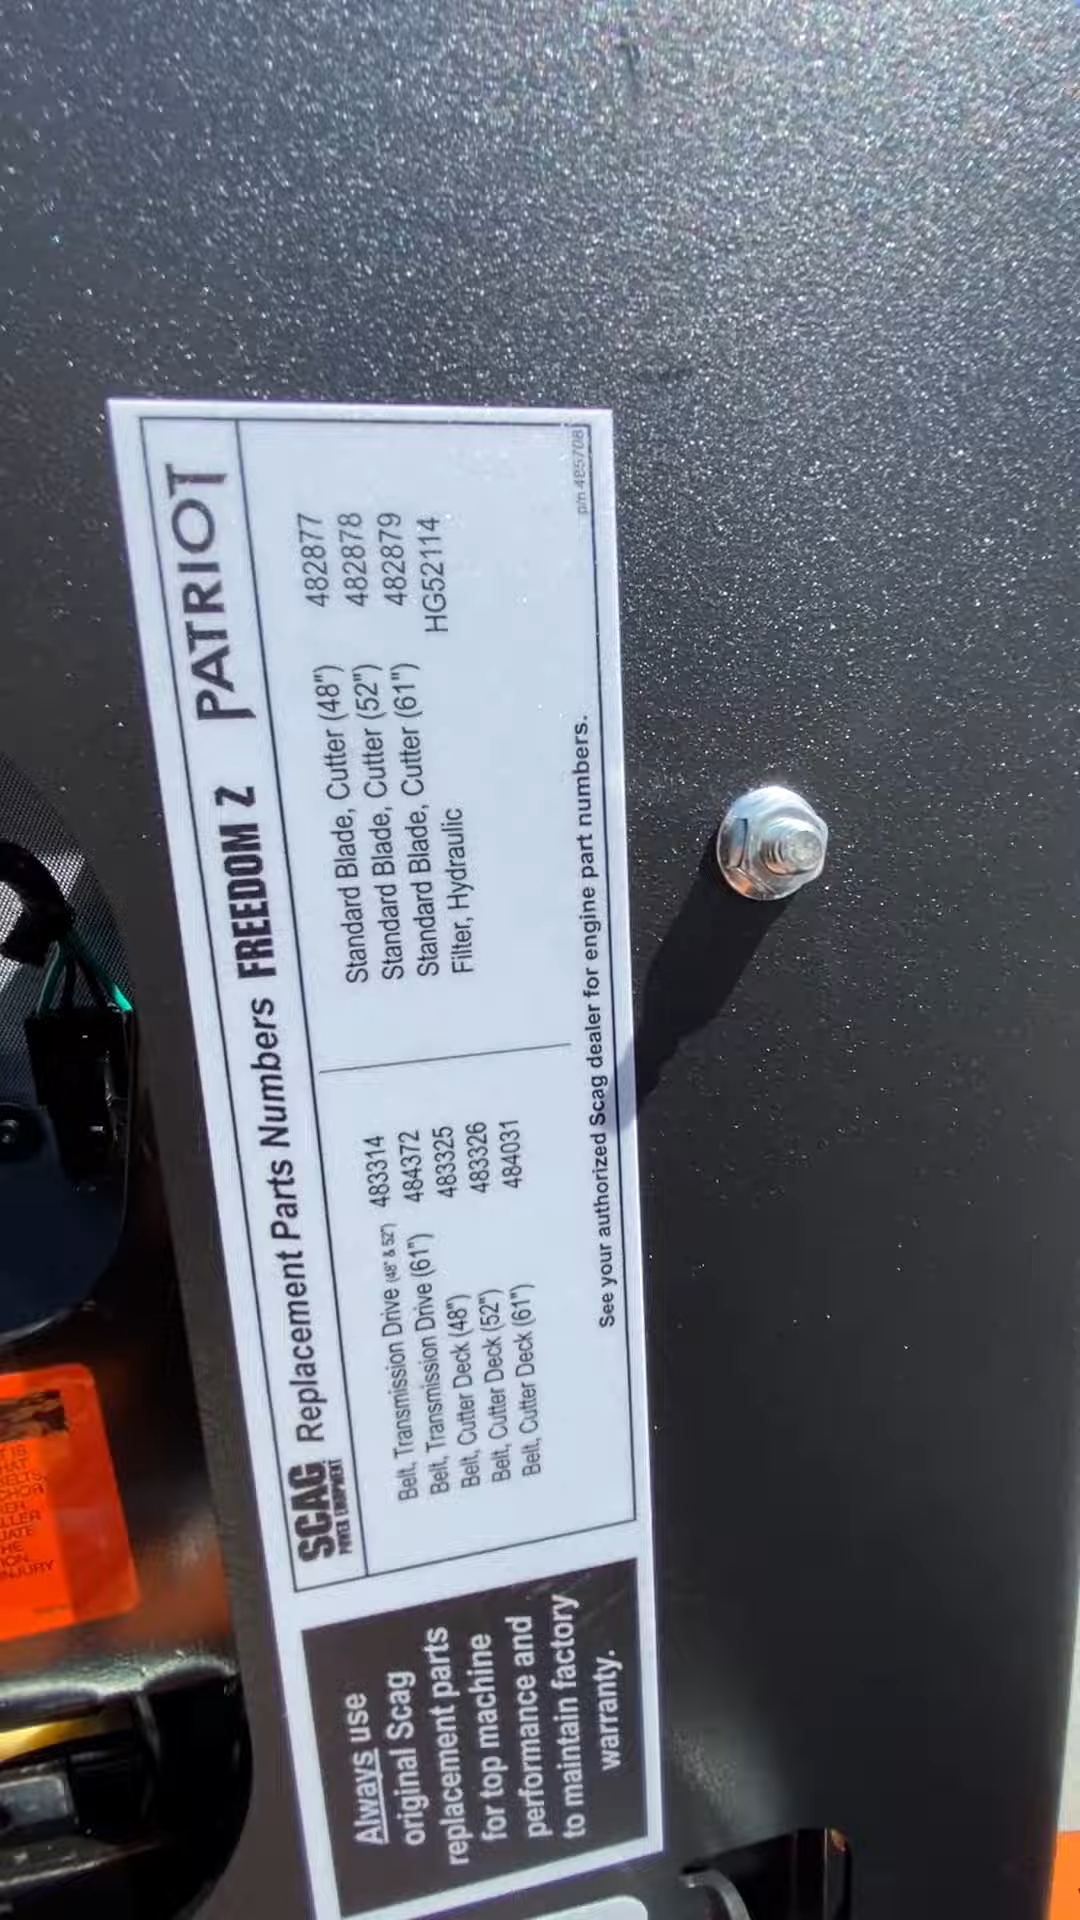 Always use
original Scag
replacement parts
for top machine
performance and
to maintain factory
warranty.
SCAG Replacement Parts Numbers FREEDOM Z PATRIOT
POWER EQUIPMENT
Belt, Transmission Drive (48" & 52") 483314
Belt, Transmission Drive (61") 484372
Belt, Cutter Deck (48") 483325
Belt, Cutter Deck (52") 483326
Belt, Cutter Deck (61") 484031
Standard Blade, Cutter (48") 482877
Standard Blade, Cutter (52") 482878
Standard Blade, Cutter (61") 482879
Filter, Hydraulic HG52114
See your authorized Scag dealer for engine part numbers.
p/n 485708
HE
INJURY